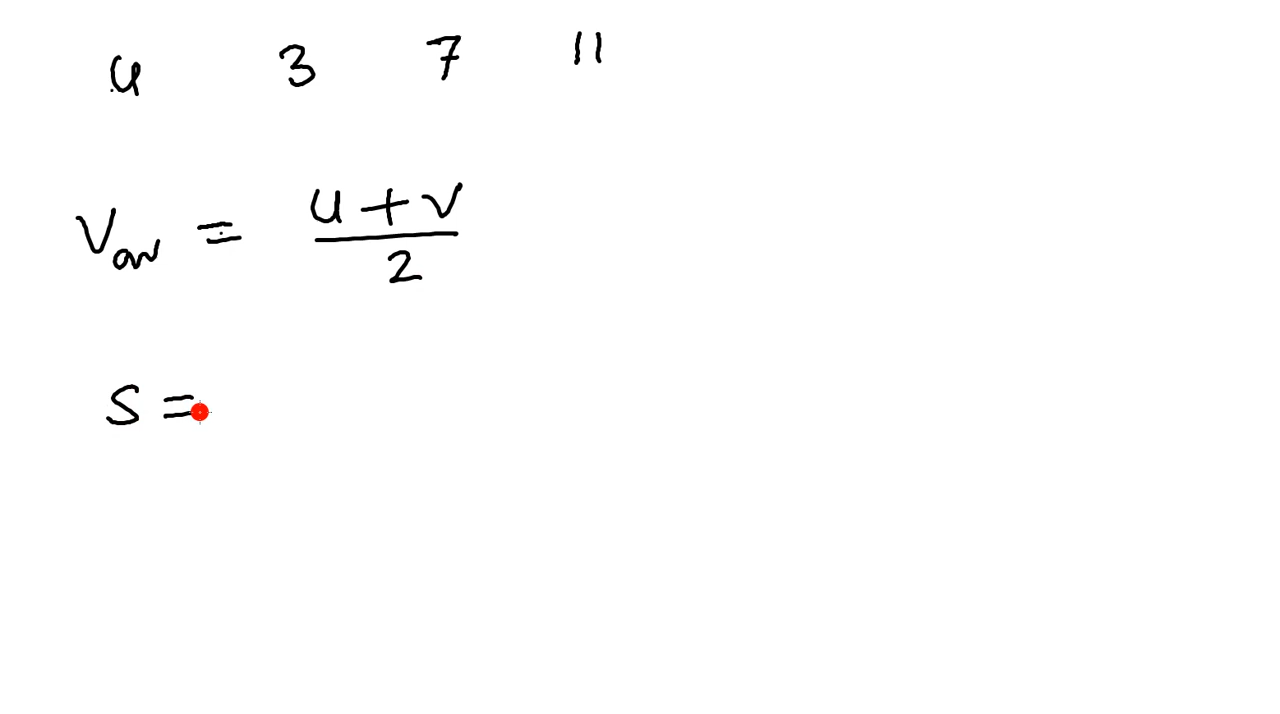 u 3 7 11
Vav = u + v
2
S =